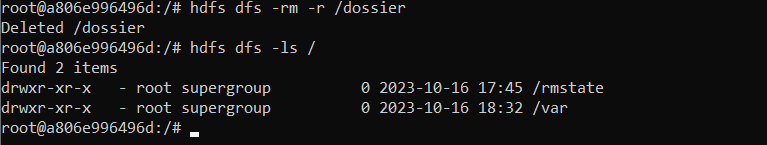 root@a806e996496d:/# hdfs dfs -rm -r /dossier
Deleted /dossier
root@a806e996496d:/# hdfs dfs -ls /
Found 2 items
drwxr-xr-x   - root supergroup          0 2023-10-16 17:45 /rmstate
drwxr-xr-x   - root supergroup          0 2023-10-16 18:32 /var
root@a806e996496d:/#